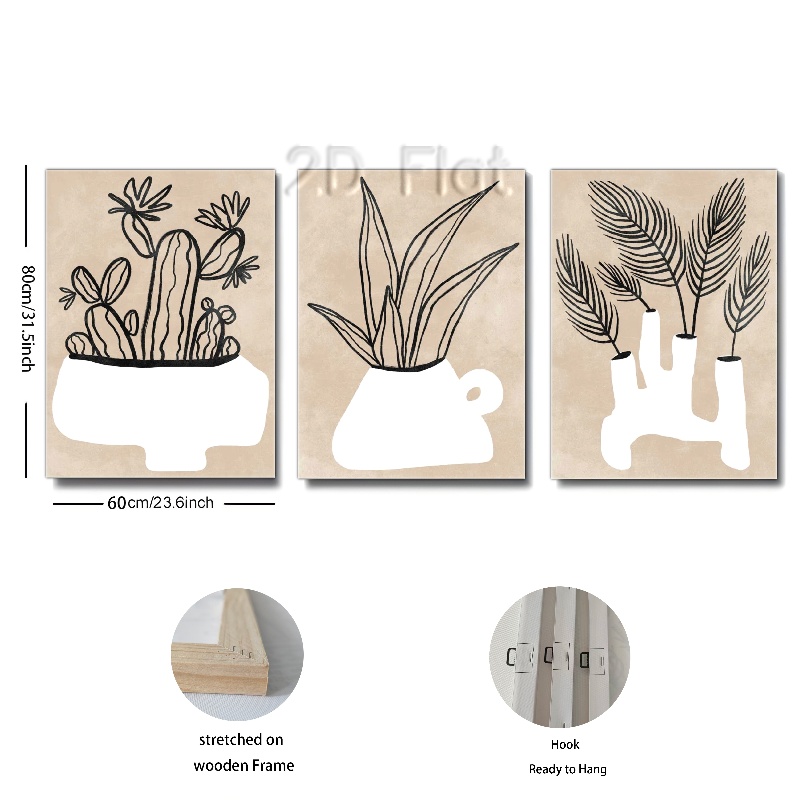 2D Flat
80cm/31.5inch
60cm/23.6inch
stretched on
wooden Frame
Hook
Ready to Hang